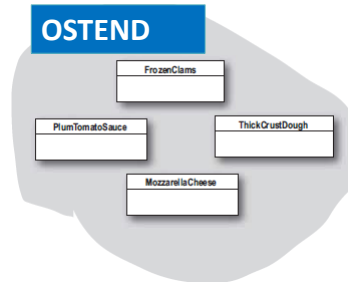 OSTEND
FrozenClams
PlumTomatoSauce
ThickCrustDough
MozzarellaCheese